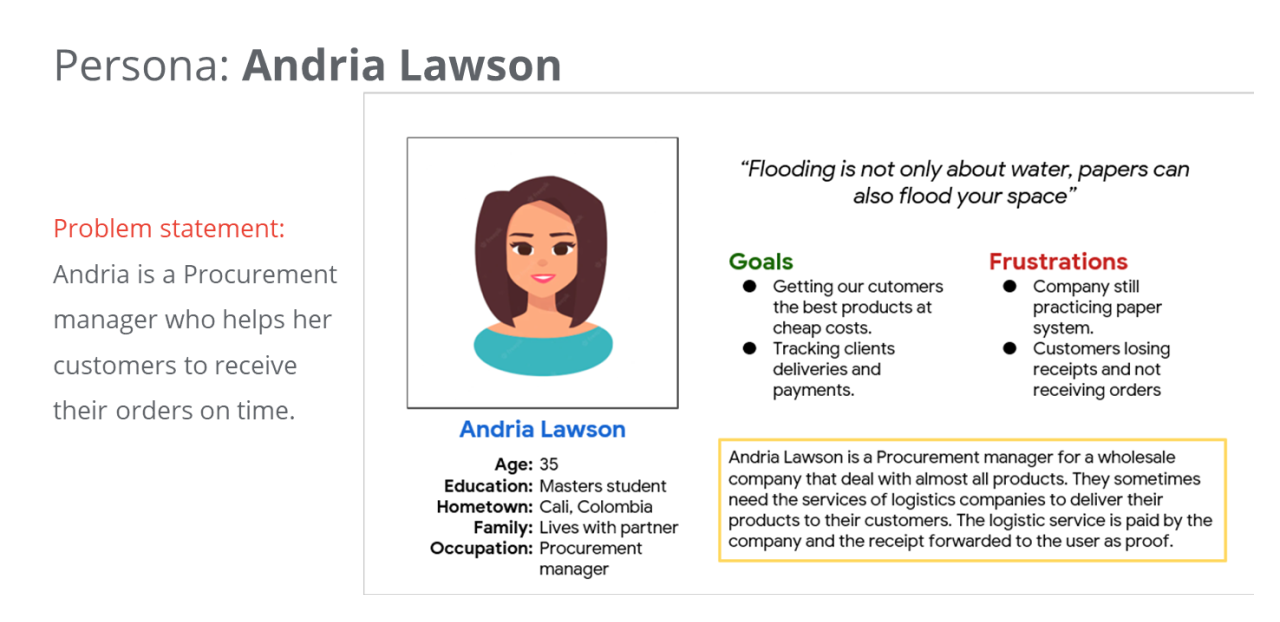 Persona: Andria Lawson
Problem statement:
Andria is a Procurement
manager who helps her
customers to receive
their orders on time.
“Flooding is not only about water, papers can
also flood your space”
Goals
● Getting our cutomers
the best products at
cheap costs.
● Tracking clients
deliveries and
payments.
Frustrations
● Company still
practicing paper
system.
● Customers losing
receipts and not
receiving orders
Andria Lawson
Age: 35
Education: Masters student
Hometown: Cali, Colombia
Family: Lives with partner
Occupation: Procurement
manager
Andria Lawson is a Procurement manager for a wholesale
company that deal with almost all products. They sometimes
need the services of logistics companies to deliver their
products to their customers. The logistic service is paid by the
company and the receipt forwarded to the user as proof.